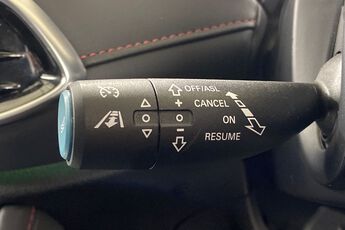 OFF/ASL
+ CANCEL
ON
−
RESUME